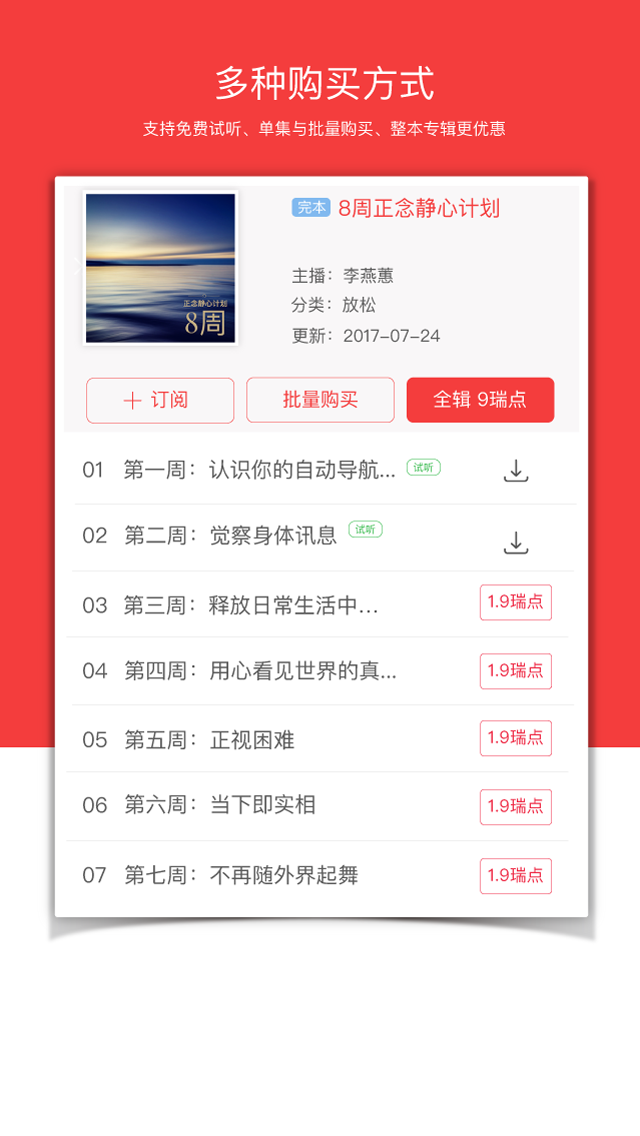 多种购买方式
支持免费试听、单集与批量购买、整本专辑更优惠
完本 8周正念静心计划
正念静心计划
8周
主播：李燕蕙
分类：放松
更新：2017-07-24
+ 订阅 批量购买 全辑 9瑞点
01 第一周：认识你的自动导航... 试听
02 第二周：觉察身体讯息 试听
03 第三周：释放日常生活中... 1.9瑞点
04 第四周：用心看见世界的真... 1.9瑞点
05 第五周：正视困难 1.9瑞点
06 第六周：当下即实相 1.9瑞点
07 第七周：不再随外界起舞 1.9瑞点